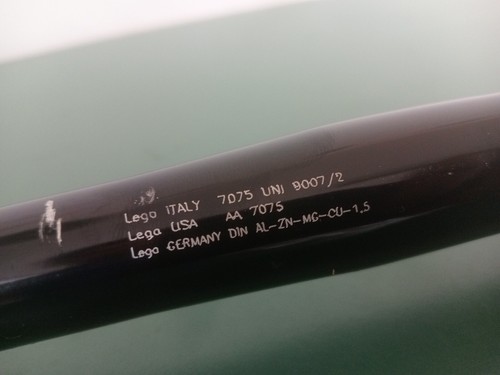 Lega ITALY 7075 UNI 9007/2
Lega USA AA 7075
Lega GERMANY DIN AL-ZN-MG-CU-1,5